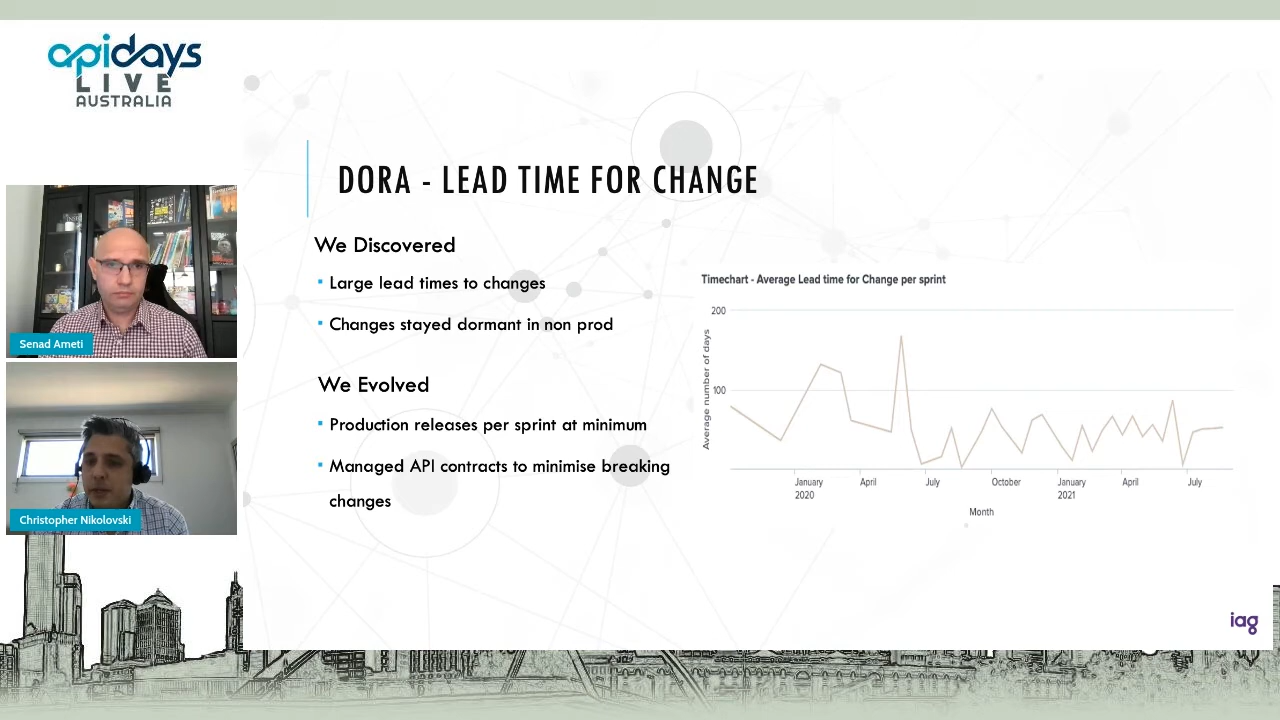 apidays
LIVE
AUSTRALIA
DORA - LEAD TIME FOR CHANGE
We Discovered
Large lead times to changes
Changes stayed dormant in non prod
We Evolved
Production releases per sprint at minimum
Managed API contracts to minimise breaking
changes
Timechart - Average Lead time for Change per sprint
200
100
Average number of days
January
2020
April
July
October
January
2021
April
July
Month
Senad Ameti
Christopher Nikolovski
iag